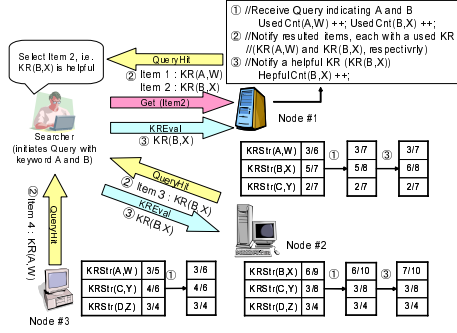 ① //Receive Query indicating A and B
UsedCnt(A,W) ++; UsedCnt(B,X) ++;
② //Notify resulted items, each with a used KR
//(KR(A,W) and KR(B,X), respectivrly)
③ //Notify a helpful KR (KR(B,X))
HepfulCnt(B,X) ++;
Select Item 2, i.e.
KR(B,X) is helpful
QueryHit
② Item 1 : KR(A,W)
Item 2 : KR(B,X)
Get (Item2)
KREval
③ KR(B,X)
Node #1
Searcher
(initiates Query with
keyword A and B)
KRStr(A,W) 3/6 ① 3/7 ③ 3/7
KRStr(B,X) 5/7 5/8 6/8
KRStr(C,Y) 2/7 2/7 2/7
QueryHit
② Item 3 : KR(B,X)
KREval
③ KR(B,X)
Node #2
QueryHit
② Item 4 : KR(A,W)
KRStr(A,W) 3/5 ① 3/6
KRStr(C,Y) 4/6 4/6
KRStr(D,Z) 3/4 3/4
Node #3
KRStr(B,X) 6/9 ① 6/10 ③ 7/10
KRStr(C,Y) 3/8 3/8 3/8
KRStr(D,Z) 3/4 3/4 3/4